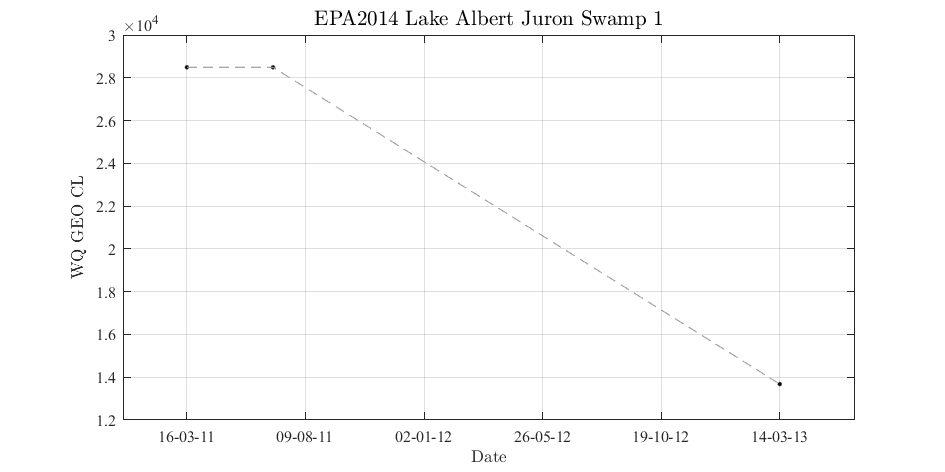 EPA2014 Lake Albert Juron Swamp 1
×10⁴
3
2.8
2.6
2.4
2.2
2
1.8
1.6
1.4
1.2
WQ GEO CL
16-03-11 09-08-11 02-01-12 26-05-12 19-10-12 14-03-13
Date